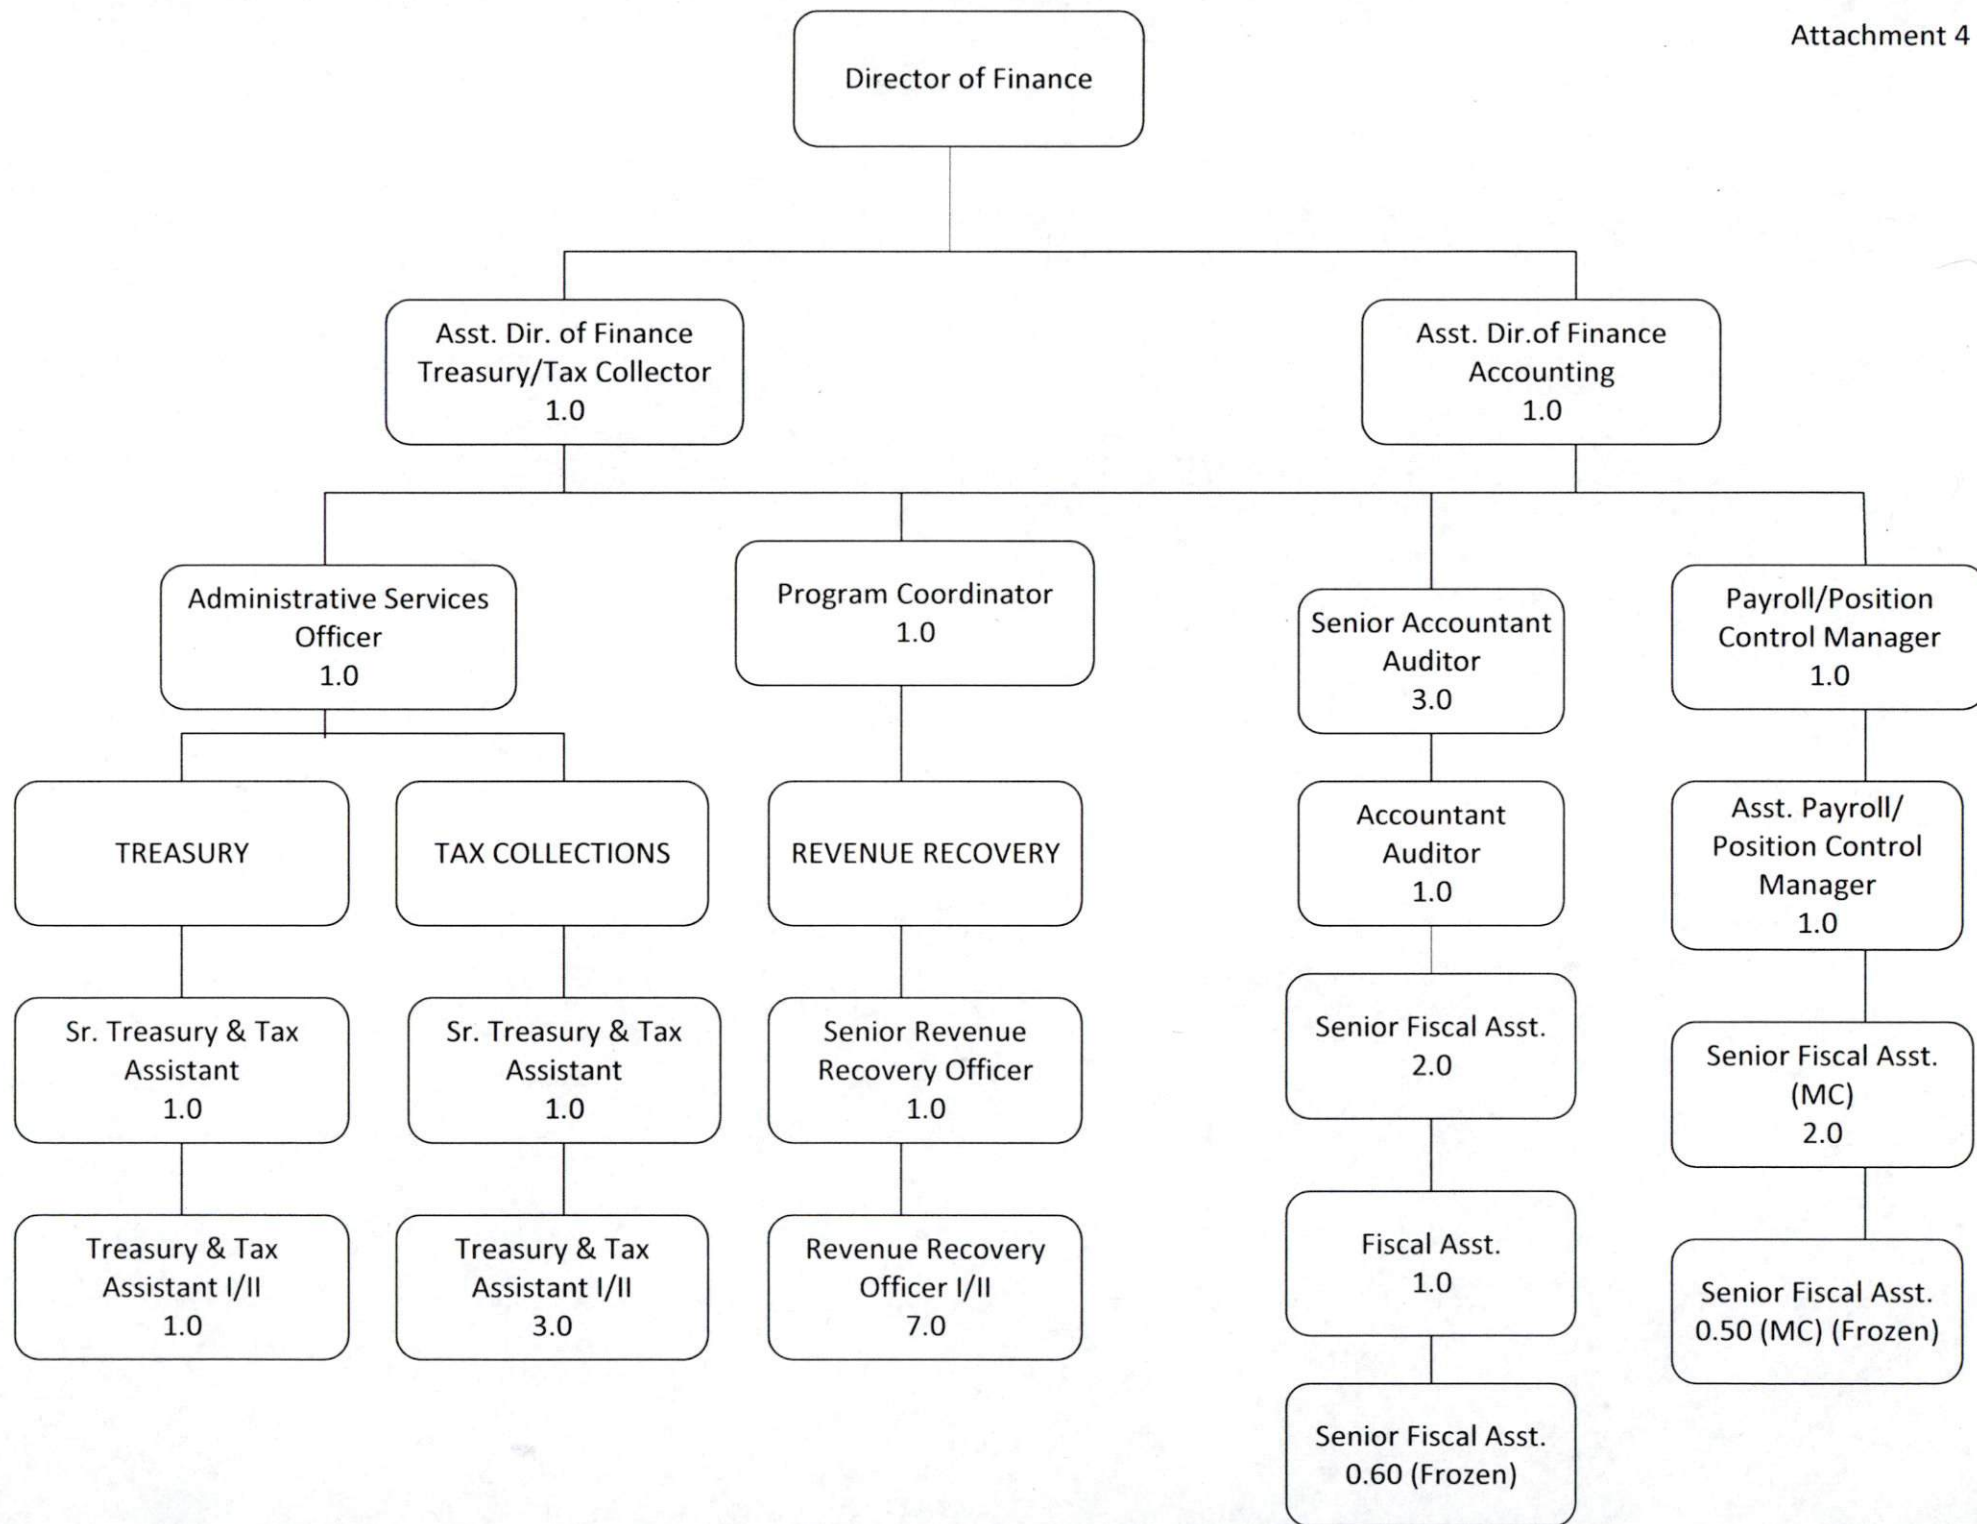 Attachment 4
Director of Finance
Asst. Dir. of Finance
Treasury/Tax Collector
1.0
Asst. Dir.of Finance
Accounting
1.0
Administrative Services
Officer
1.0
Program Coordinator
1.0
Senior Accountant
Auditor
3.0
Payroll/Position
Control Manager
1.0
TREASURY
TAX COLLECTIONS
REVENUE RECOVERY
Accountant
Auditor
1.0
Asst. Payroll/
Position Control
Manager
1.0
Sr. Treasury & Tax
Assistant
1.0
Sr. Treasury & Tax
Assistant
1.0
Senior Revenue
Recovery Officer
1.0
Senior Fiscal Asst.
2.0
Senior Fiscal Asst.
(MC)
2.0
Treasury & Tax
Assistant I/II
1.0
Treasury & Tax
Assistant I/II
3.0
Revenue Recovery
Officer I/II
7.0
Fiscal Asst.
1.0
Senior Fiscal Asst.
0.50 (MC) (Frozen)
Senior Fiscal Asst.
0.60 (Frozen)